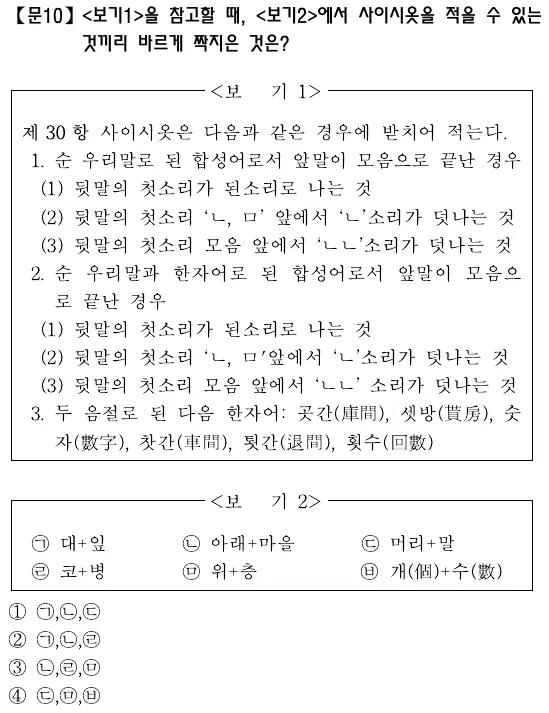 【문10】 <보기1>을 참고할 때, <보기2>에서 사이시옷을 적을 수 있는
것끼리 바르게 짝지은 것은?
<보 기 1>
제 30 항 사이시옷은 다음과 같은 경우에 받치어 적는다.
1. 순 우리말로 된 합성어로서 앞말이 모음으로 끝난 경우
(1) 뒷말의 첫소리가 된소리로 나는 것
(2) 뒷말의 첫소리 ‘ㄴ, ㅁ’ 앞에서 ‘ㄴ’소리가 덧나는 것
(3) 뒷말의 첫소리 모음 앞에서 ‘ㄴㄴ’소리가 덧나는 것
2. 순 우리말과 한자어로 된 합성어로서 앞말이 모음으
로 끝난 경우
(1) 뒷말의 첫소리가 된소리로 나는 것
(2) 뒷말의 첫소리 ‘ㄴ, ㅁ′앞에서 ‘ㄴ’소리가 덧나는 것
(3) 뒷말의 첫소리 모음 앞에서 ‘ㄴㄴ’ 소리가 덧나는 것
3. 두 음절로 된 다음 한자어: 곳간(庫間), 셋방(貰房), 숫
자(數字), 찻간(車間), 툇간(退間), 횟수(回數)
<보 기 2>
㉠ 대+잎 ㉡ 아래+마을 ㉢ 머리+말
㉣ 코+병 ㉤ 위+층 ㉥ 개(個)+수(數)
① ㉠,㉡,㉢
② ㉠,㉡,㉣
③ ㉡,㉣,㉤
④ ㉢,㉤,㉥